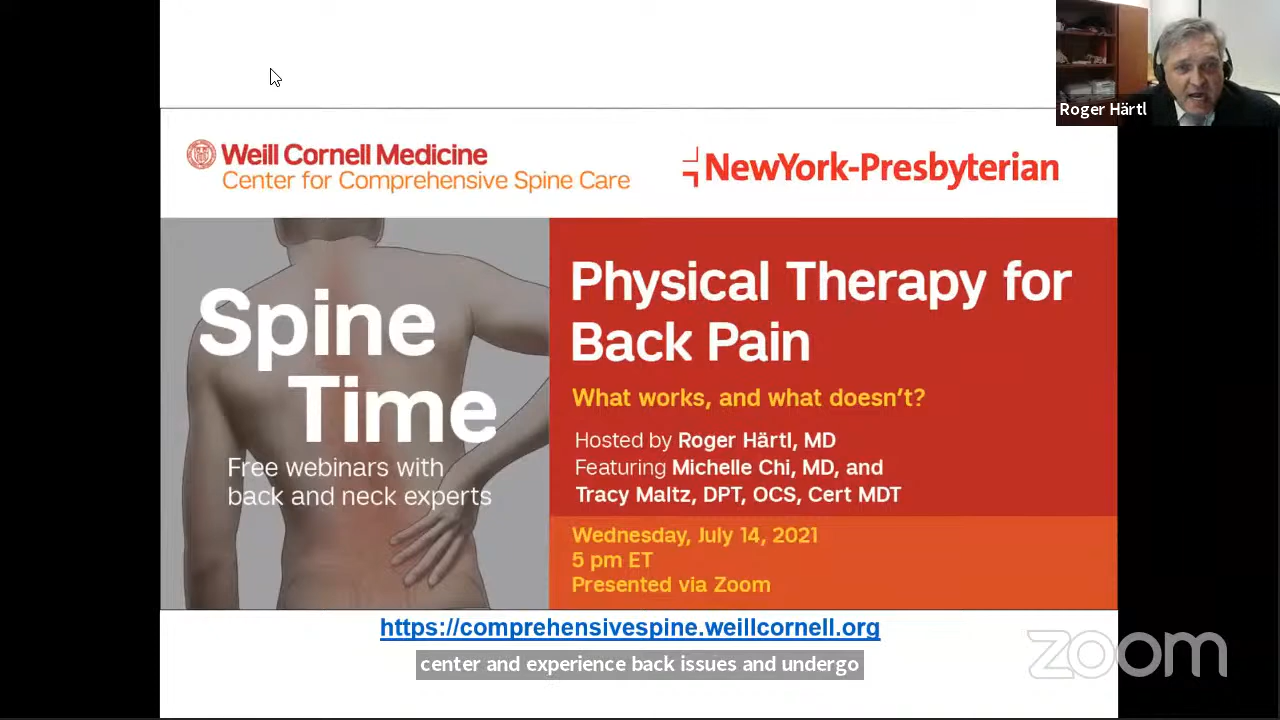 Roger Härtl
Weill Cornell Medicine
Center for Comprehensive Spine Care
NewYork-Presbyterian
Spine
Time
Free webinars with
back and neck experts
Physical Therapy for
Back Pain
What works, and what doesn't?
Hosted by Roger Härtl, MD
Featuring Michelle Chi, MD, and
Tracy Maltz, DPT, OCS, Cert MDT
Wednesday, July 14, 2021
5 pm ET
Presented via Zoom
https://comprehensivespine.weillcornell.org
center and experience back issues and undergo
zoom